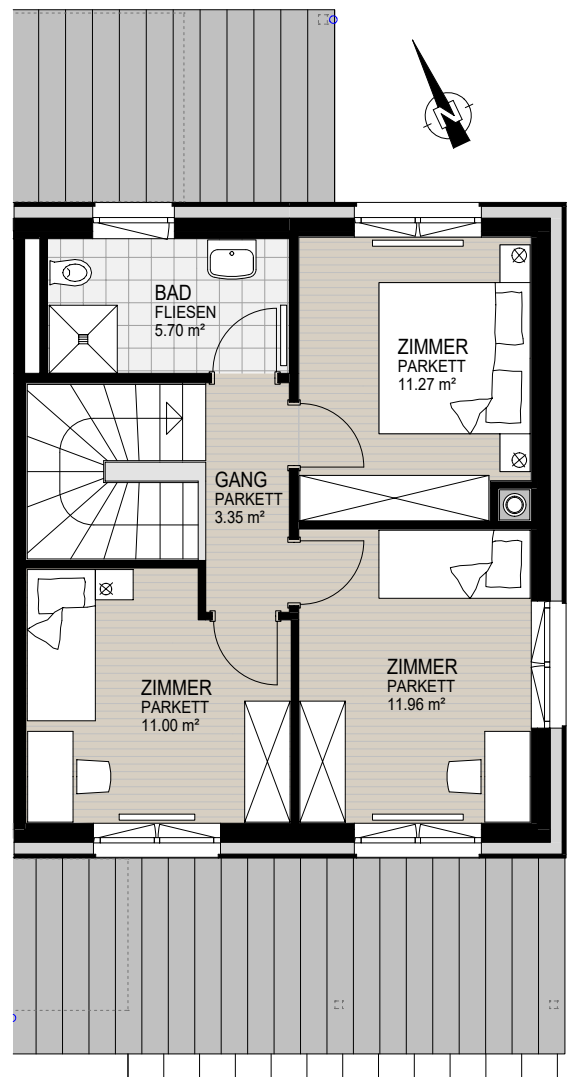 N
BAD
FLIESEN
5.70 m²
ZIMMER
PARKETT
11.27 m²
GANG
PARKETT
3.35 m²
ZIMMER
PARKETT
11.00 m²
ZIMMER
PARKETT
11.96 m²